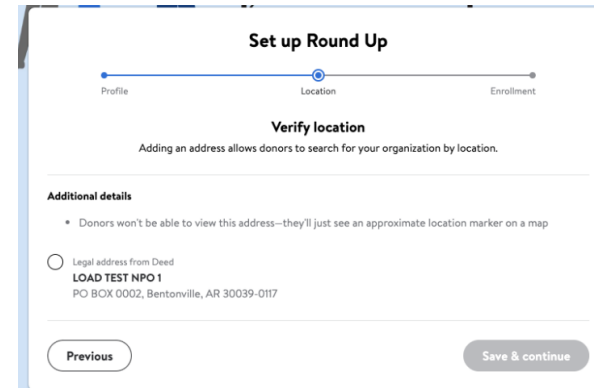 Set up Round Up
Profile
Location
Enrollment
Verify location
Adding an address allows donors to search for your organization by location.
Additional details
• Donors won't be able to view this address—they'll just see an approximate location marker on a map
Legal address from Deed
LOAD TEST NPO 1
PO BOX 0002, Bentonville, AR 30039-0117
Previous
Save & continue